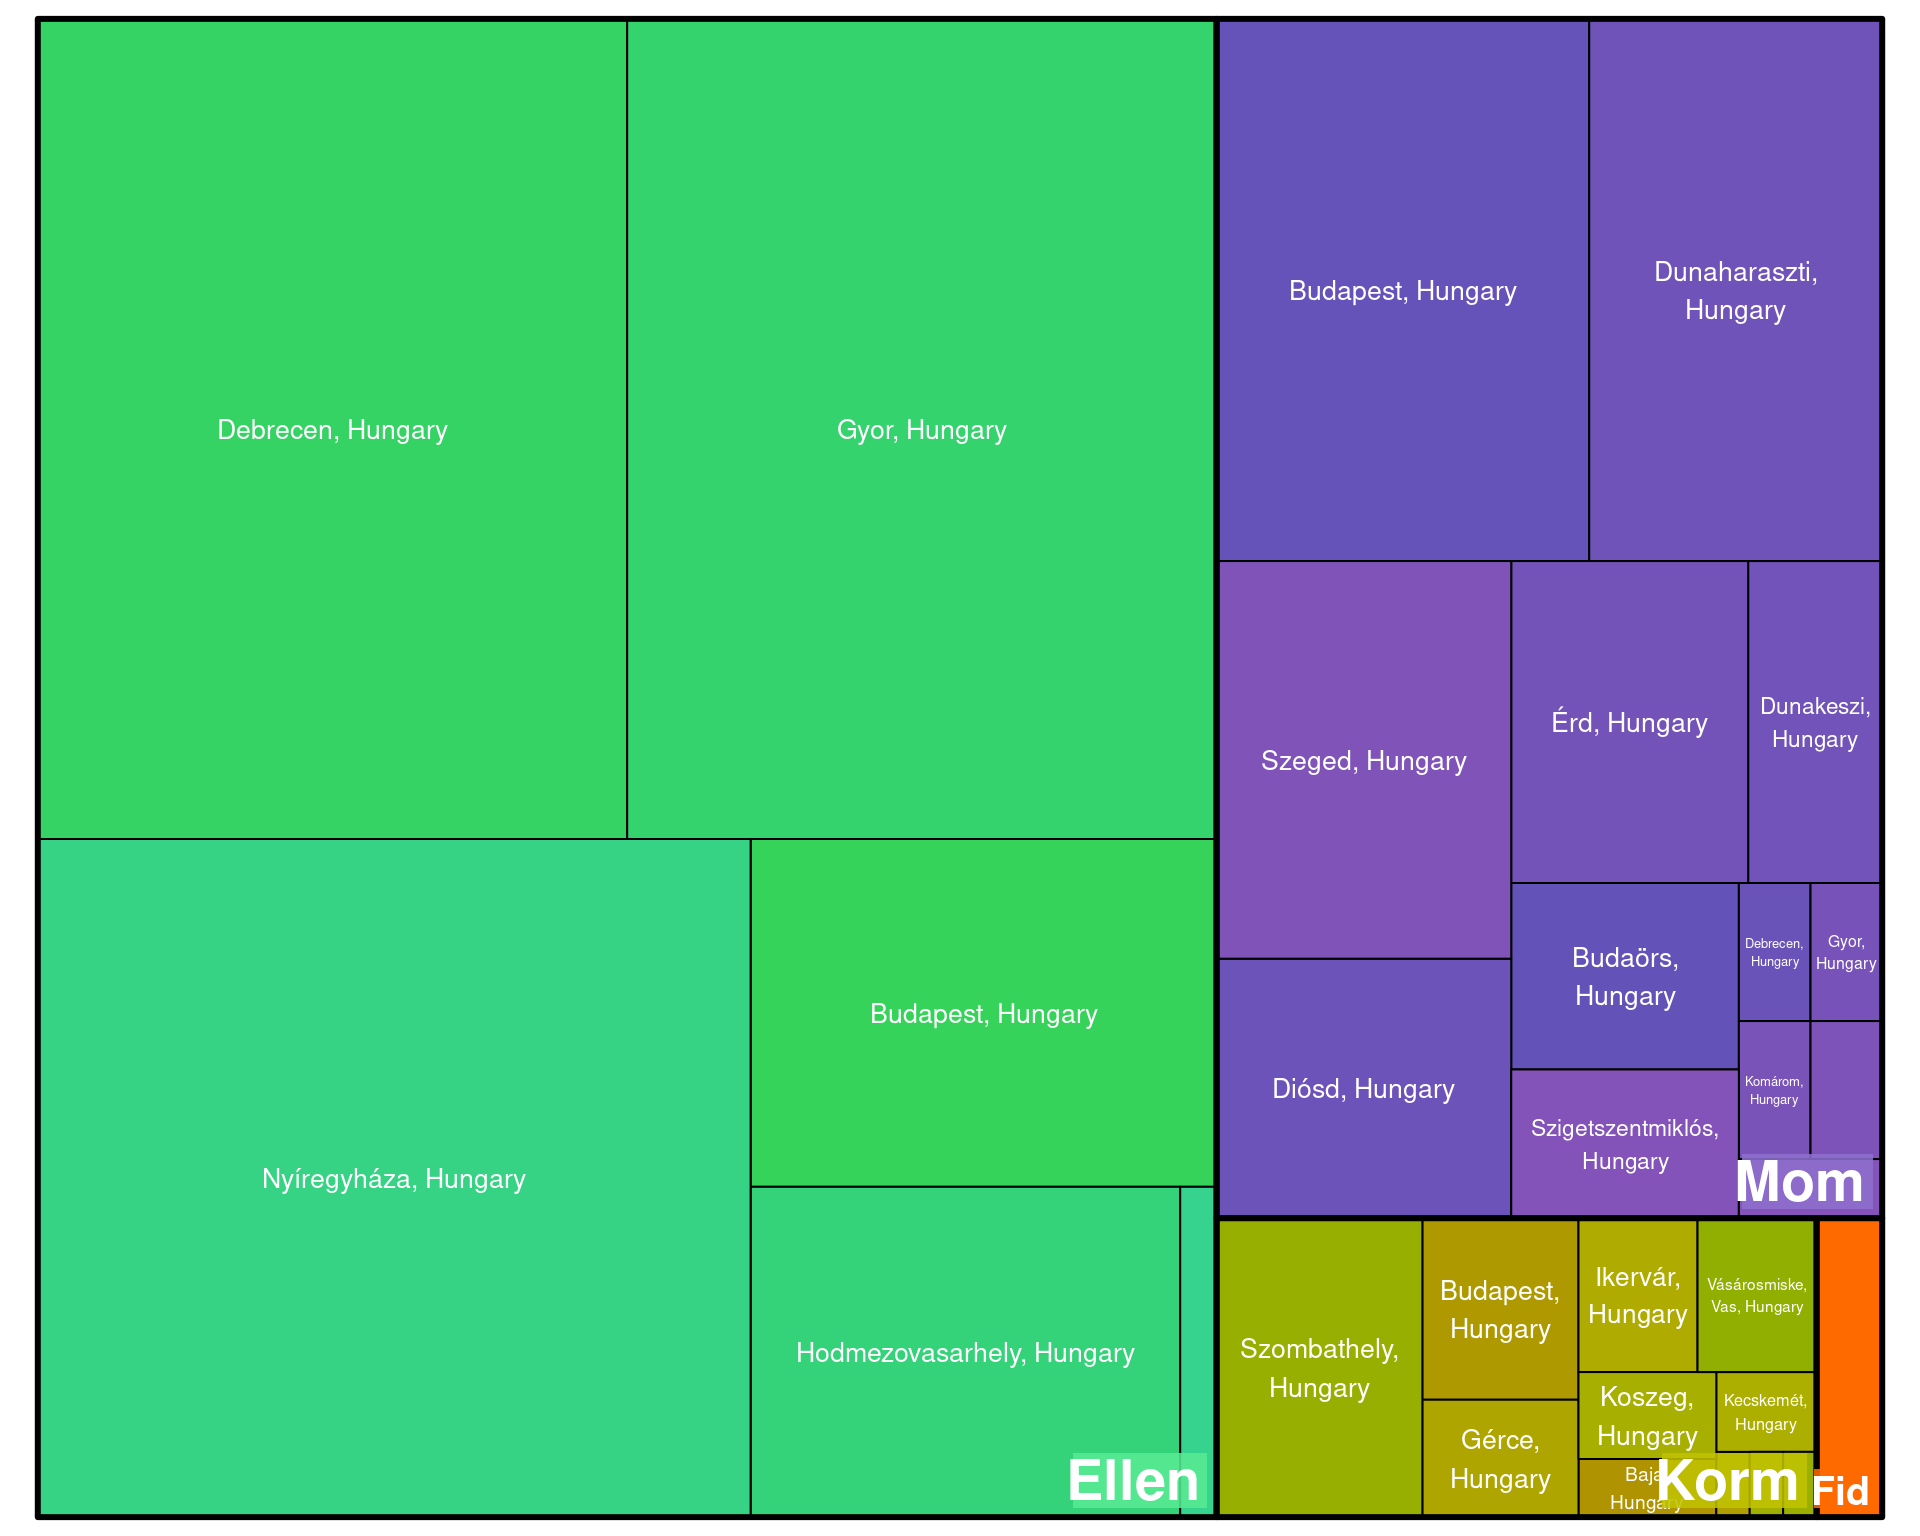 Debrecen, Hungary
Gyor, Hungary
Nyíregyháza, Hungary
Budapest, Hungary
Hodmezovasarhely, Hungary
Ellen
Budapest, Hungary
Dunaharaszti,
Hungary
Szeged, Hungary
Érd, Hungary
Dunakeszi,
Hungary
Diósd, Hungary
Budaörs,
Hungary
Debrecen,
Hungary
Gyor,
Hungary
Szigetszentmiklós,
Hungary
Komárom,
Hungary
Mom
Szombathely,
Hungary
Budapest,
Hungary
Gérce,
Hungary
Ikervár,
Hungary
Vásárosmiske,
Vas, Hungary
Koszeg,
Hungary
Kecskemét,
Hungary
Baja,
Hungary
Korm
Fid